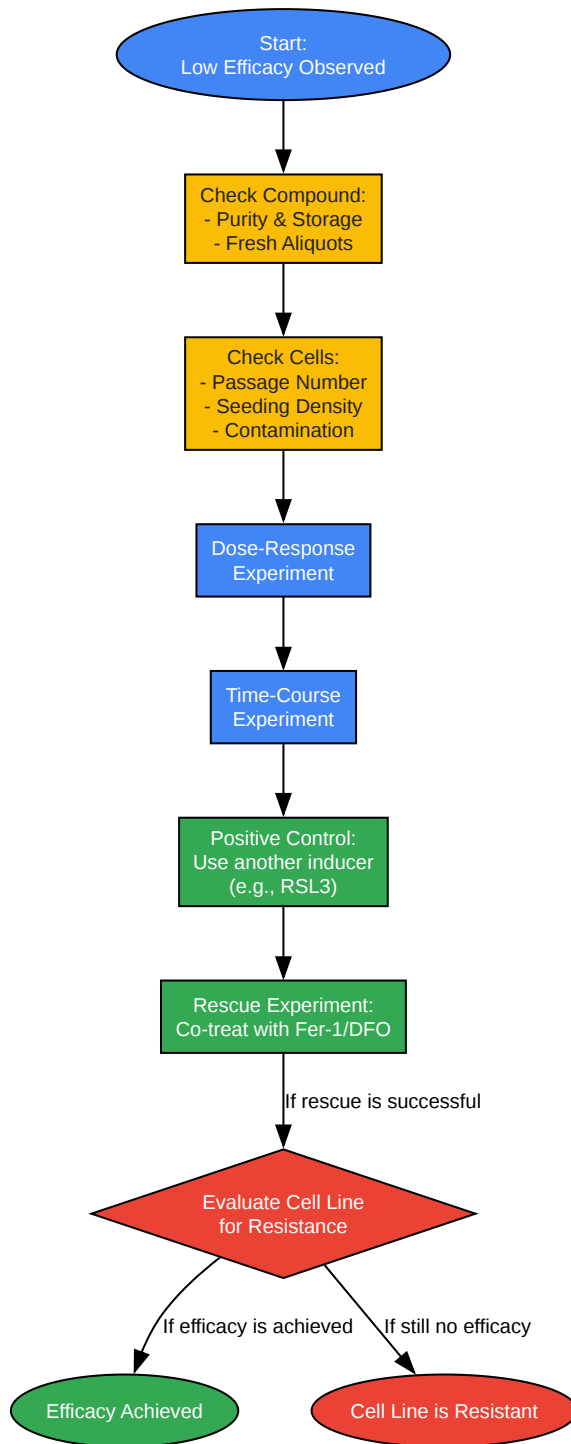 Start:
Low Efficacy Observed
Check Compound:
- Purity & Storage
- Fresh Aliquots
Check Cells:
- Passage Number
- Seeding Density
- Contamination
Dose-Response
Experiment
Time-Course
Experiment
Positive Control:
Use another inducer
(e.g., RSL3)
Rescue Experiment:
Co-treat with Fer-1/DFO
If rescue is successful
Evaluate Cell Line
for Resistance
If efficacy is achieved
If still no efficacy
Efficacy Achieved
Cell Line is Resistant